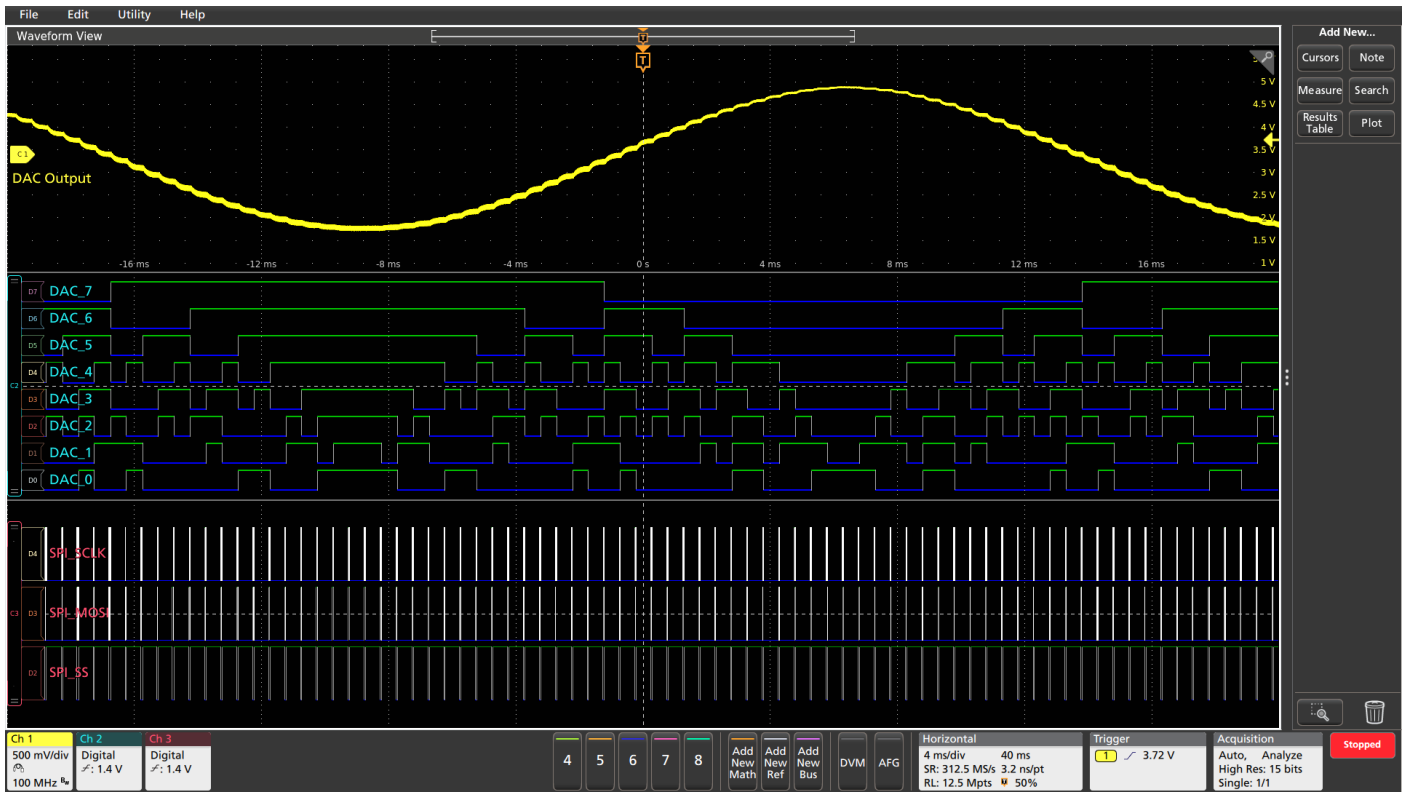 File Edit Utility Help
Waveform View
Add New...
Cursors Note
Measure Search
Results Table Plot
T
T
5 V
4.5 V
4 V
3.5 V
3 V
2.5 V
2 V
1.5 V
1 V
C 1
DAC Output
-16 ms -12 ms -8 ms -4 ms 0 s 4 ms 8 ms 12 ms 16 ms
D7 DAC_7
D6 DAC_6
D5 DAC_5
D4 DAC_4
C2
D3 DAC_3
D2 DAC_2
D1 DAC_1
D0 DAC_0
D4 SPI_SCLK
C3 D3 SPI_MOSI
D2 SPI_SS
Ch 1
500 mV/div
100 MHz Bw
Ch 2
Digital
: 1.4 V
Ch 3
Digital
: 1.4 V
4 5 6 7 8
Add New Math
Add New Ref
Add New Bus
DVM AFG
Horizontal
4 ms/div 40 ms
SR: 312.5 MS/s 3.2 ns/pt
RL: 12.5 Mpts 50%
Trigger
1 3.72 V
Acquisition
Auto, Analyze
High Res: 15 bits
Single: 1/1
Stopped